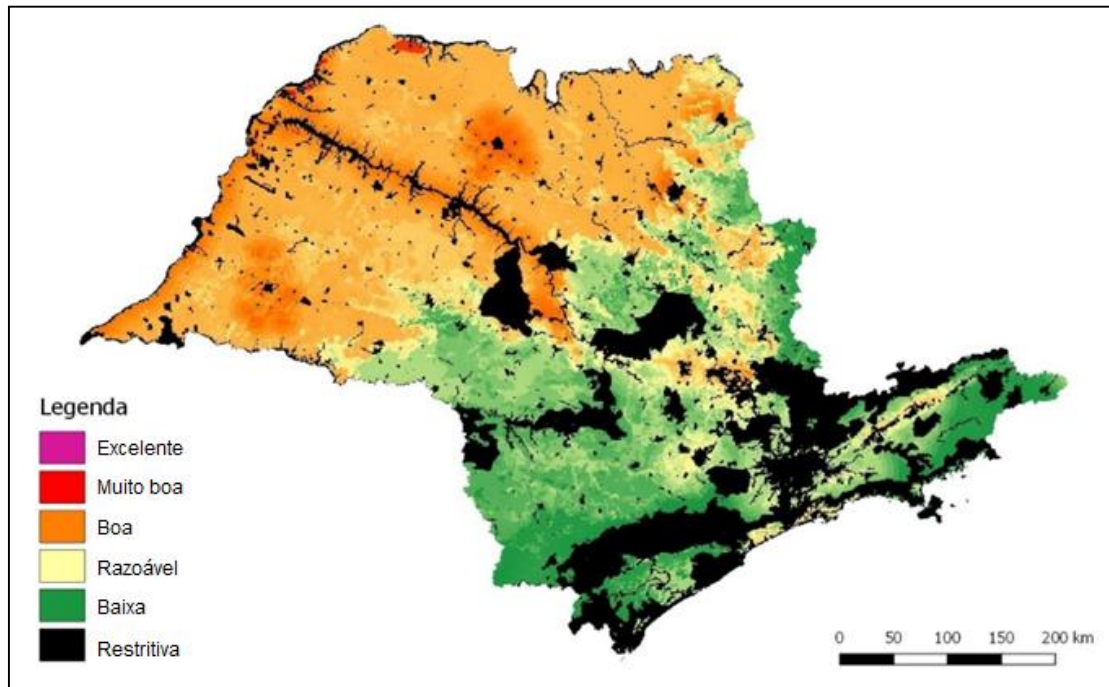 Legenda
Excelente
Muito boa
Boa
Razoável
Baixa
Restritiva
0 50 100 150 200 km